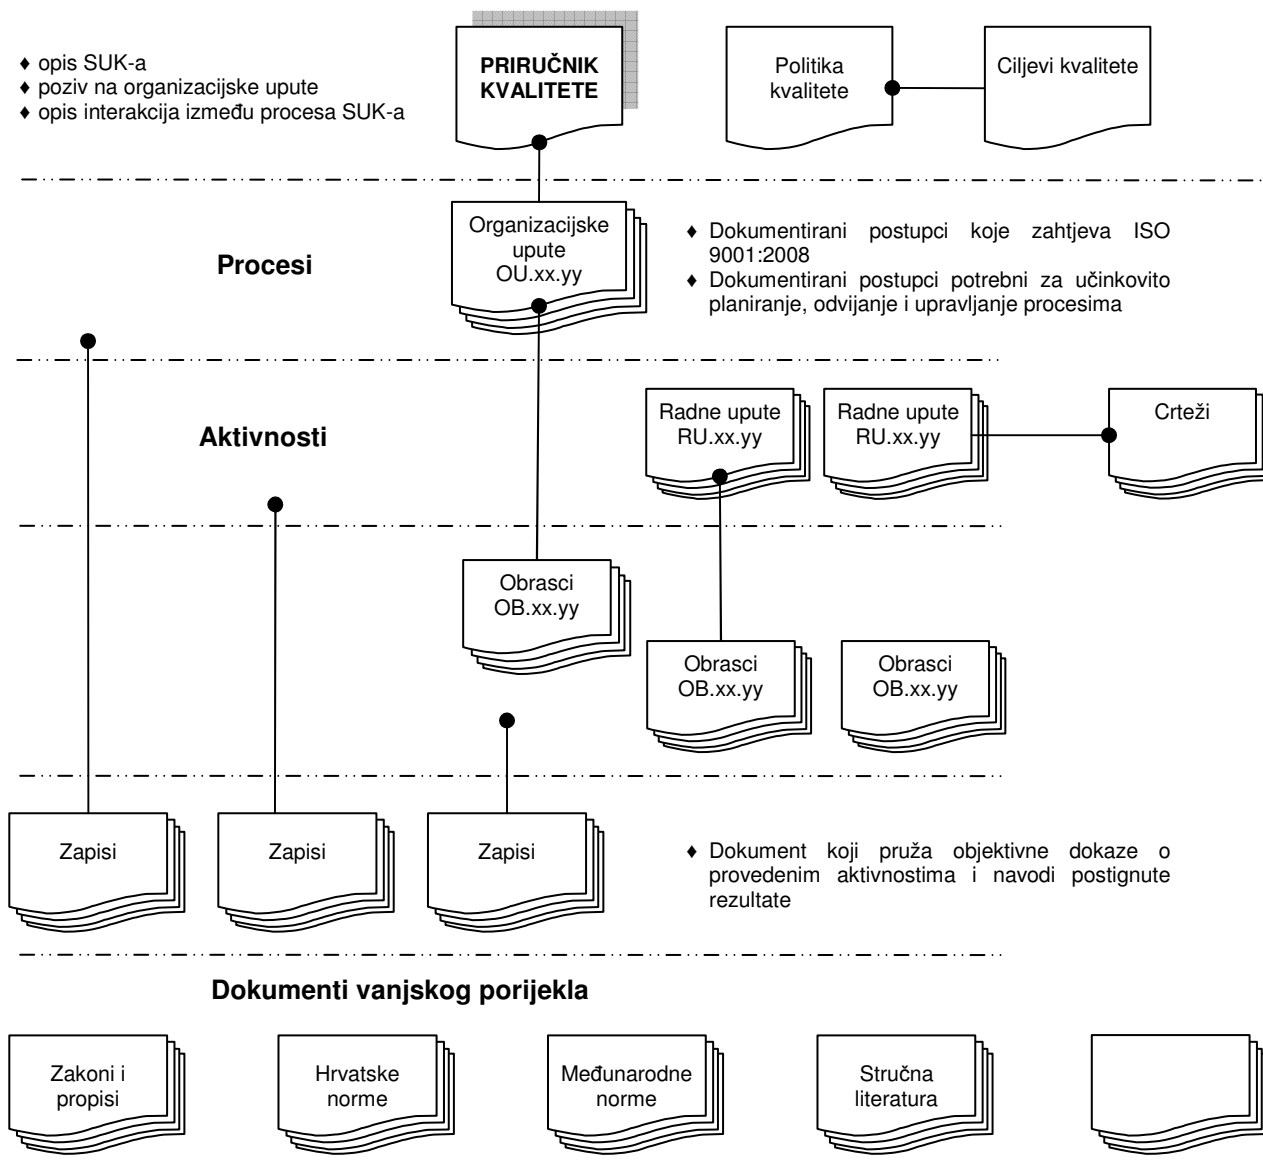 ♦ opis SUK-a
♦ poziv na organizacijske upute
♦ opis interakcija između procesa SUK-a
PRIRUČNIK
KVALITETE
Politika
kvalitete
Ciljevi kvalitete
Procesi
Organizacijske
upute
OU.xx.yy
♦ Dokumentirani postupci koje zahtjeva ISO
9001:2008
♦ Dokumentirani postupci potrebni za učinkovito
planiranje, odvijanje i upravljanje procesima
Aktivnosti
Radne upute
RU.xx.yy
Radne upute
RU.xx.yy
Crteži
Obrasci
OB.xx.yy
Obrasci
OB.xx.yy
Obrasci
OB.xx.yy
Zapisi
Zapisi
Zapisi
♦ Dokument koji pruža objektivne dokaze o
provedenim aktivnostima i navodi postignute
rezultate
Dokumenti vanjskog porijekla
Zakoni i
propisi
Hrvatske
norme
Međunarodne
norme
Stručna
literatura